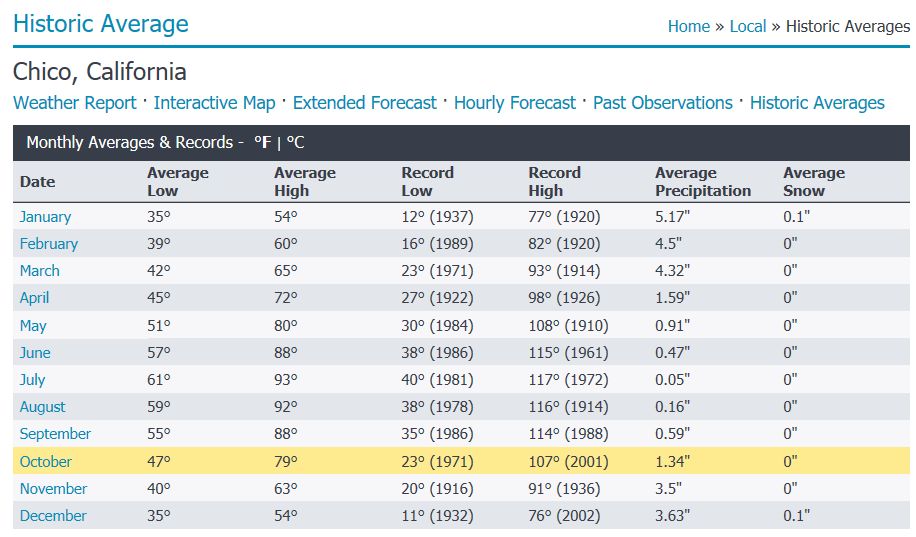 Historic Average
Home » Local » Historic Averages
Chico, California
Weather Report · Interactive Map · Extended Forecast · Hourly Forecast · Past Observations · Historic Averages
Monthly Averages & Records - °F | °C
Date Average Low Average High Record Low Record High Average Precipitation Average Snow
January 35° 54° 12° (1937) 77° (1920) 5.17" 0.1"
February 39° 60° 16° (1989) 82° (1920) 4.5" 0"
March 42° 65° 23° (1971) 93° (1914) 4.32" 0"
April 45° 72° 27° (1922) 98° (1926) 1.59" 0"
May 51° 80° 30° (1984) 108° (1910) 0.91" 0"
June 57° 88° 38° (1986) 115° (1961) 0.47" 0"
July 61° 93° 40° (1981) 117° (1972) 0.05" 0"
August 59° 92° 38° (1978) 116° (1914) 0.16" 0"
September 55° 88° 35° (1986) 114° (1988) 0.59" 0"
October 47° 79° 23° (1971) 107° (2001) 1.34" 0"
November 40° 63° 20° (1916) 91° (1936) 3.5" 0"
December 35° 54° 11° (1932) 76° (2002) 3.63" 0.1"